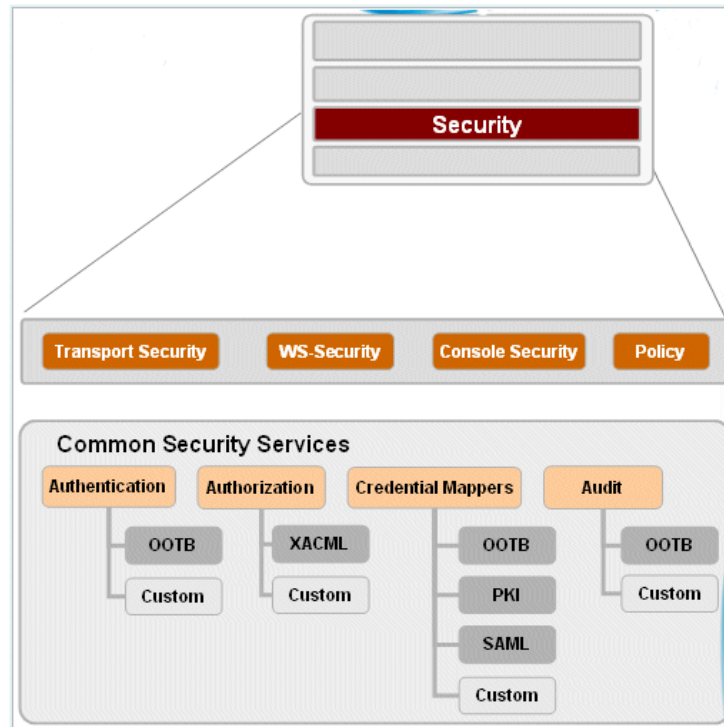 Security
Transport Security WS-Security Console Security Policy
Common Security Services
Authentication Authorization Credential Mappers Audit
OOTB XACML OOTB OOTB
Custom Custom PKI Custom
SAML
Custom